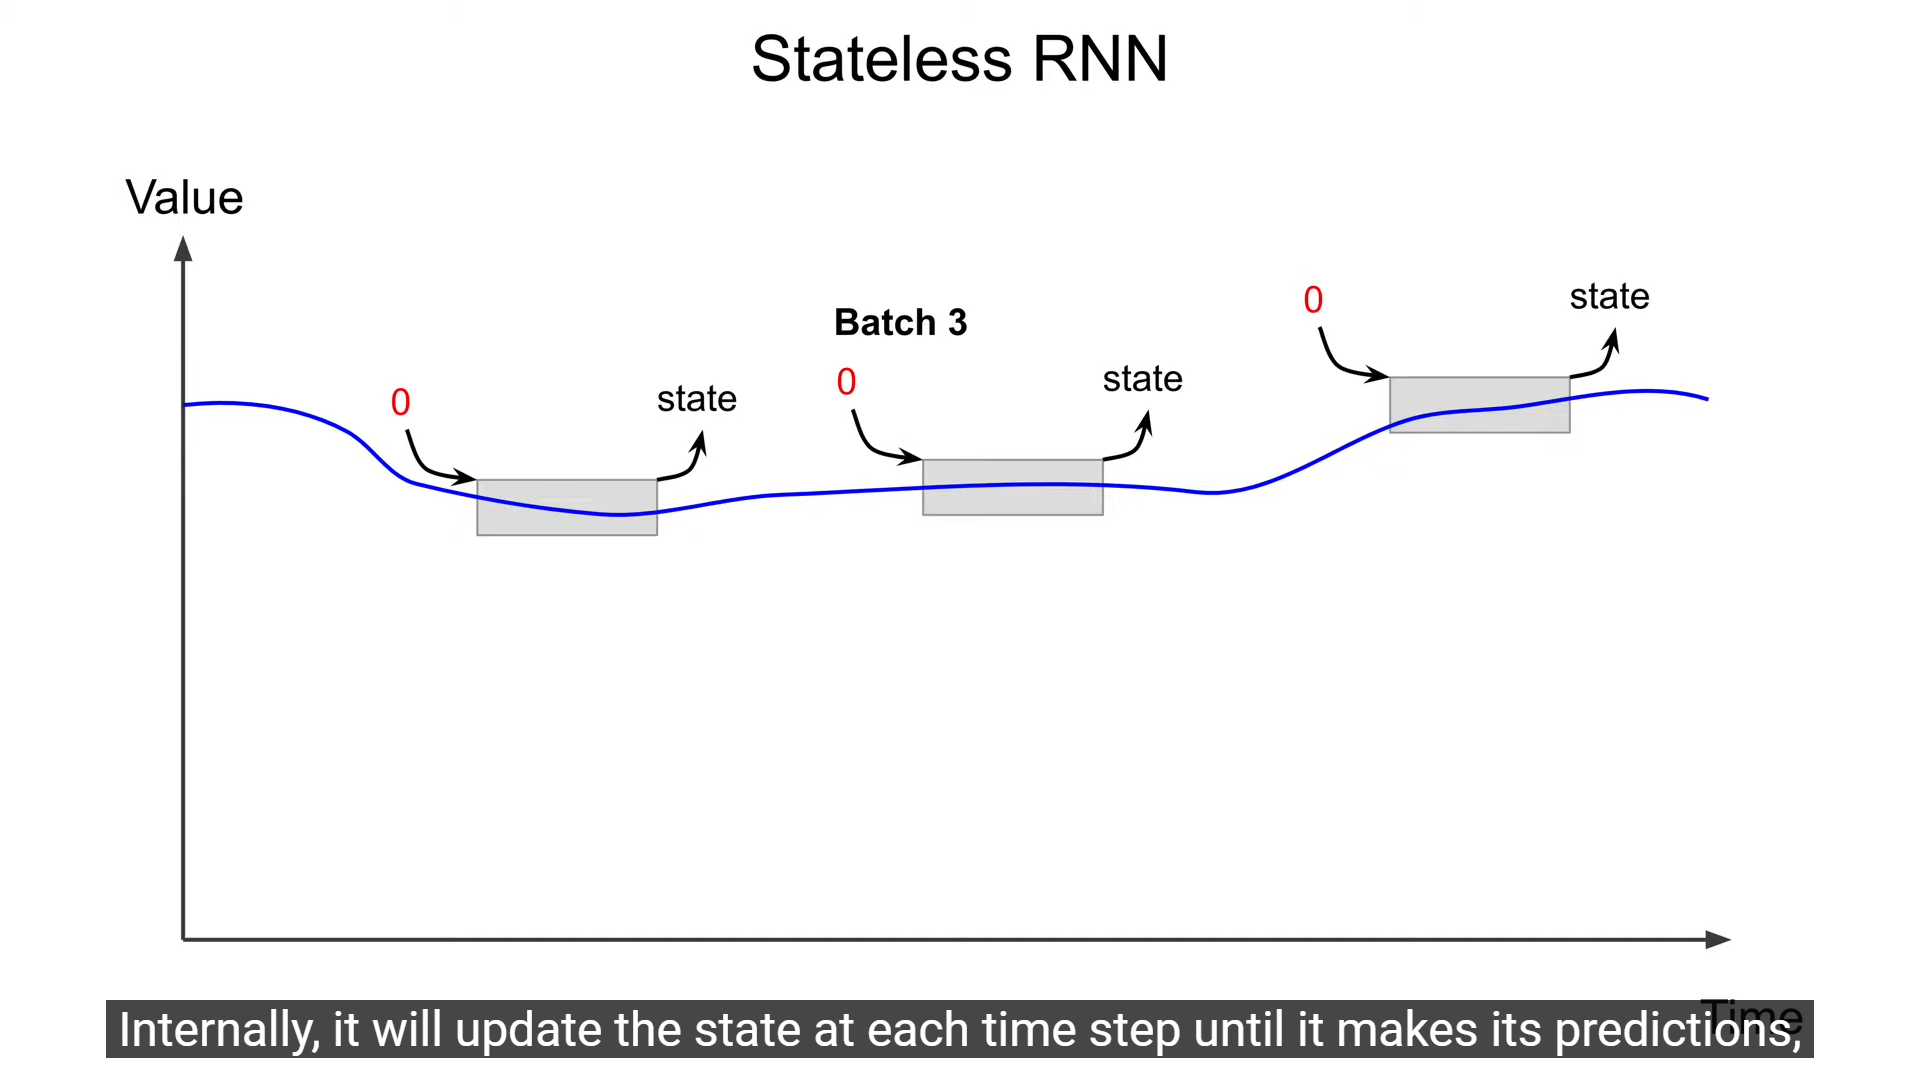 Stateless RNN
Value
0
state
Batch 3
0
state
0
state
Time
Internally, it will update the state at each time step until it makes its predictions,